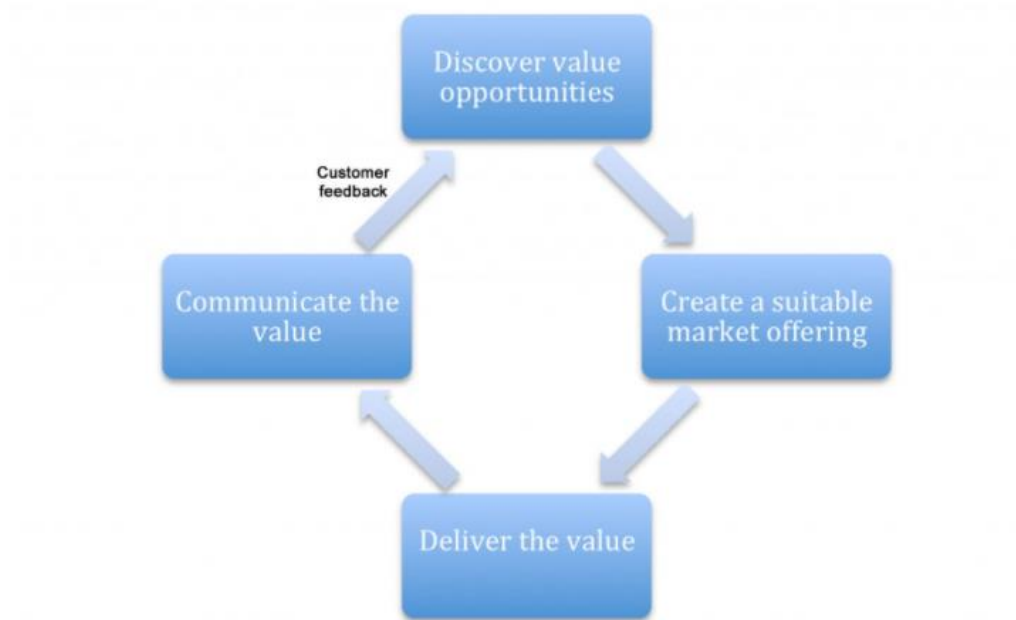 Discover value
opportunities
Customer
feedback
Communicate the
value
Create a suitable
market offering
Deliver the value